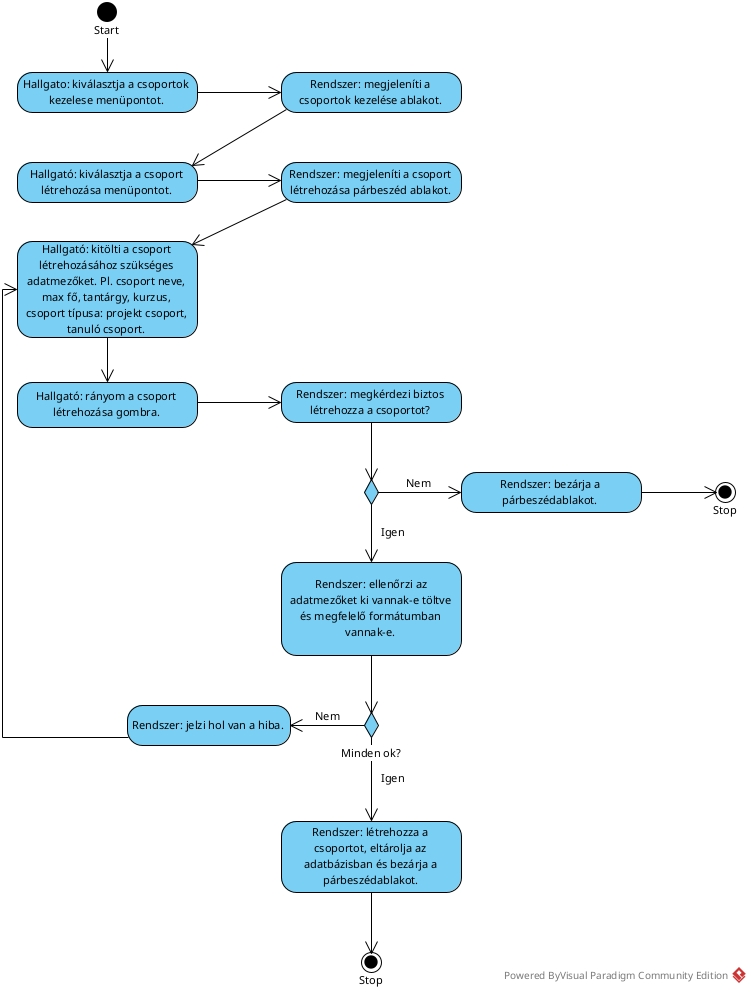 Start
Hallgato: kiválasztja a csoportok
kezelese menüpontot.
Rendszer: megjeleníti a
csoportok kezelése ablakot.
Hallgató: kiválasztja a csoport
létrehozása menüpontot.
Rendszer: megjeleníti a csoport
létrehozása párbeszéd ablakot.
Hallgató: kitölti a csoport
létrehozásához szükséges
adatmezőket. Pl. csoport neve,
max fő, tantárgy, kurzus,
csoport típusa: projekt csoport,
tanuló csoport.
Hallgató: rányom a csoport
létrehozása gombra.
Rendszer: megkérdezi biztos
létrehozza a csoportot?
Nem
Rendszer: bezárja a
párbeszédablakot.
Stop
Igen
Rendszer: ellenőrzi az
adatmezőket ki vannak-e töltve
és megfelelő formátumban
vannak-e.
Nem
Rendszer: jelzi hol van a hiba.
Minden ok?
Igen
Rendszer: létrehozza a
csoportot, eltárolja az
adatbázisban és bezárja a
párbeszédablakot.
Stop
Powered ByVisual Paradigm Community Edition